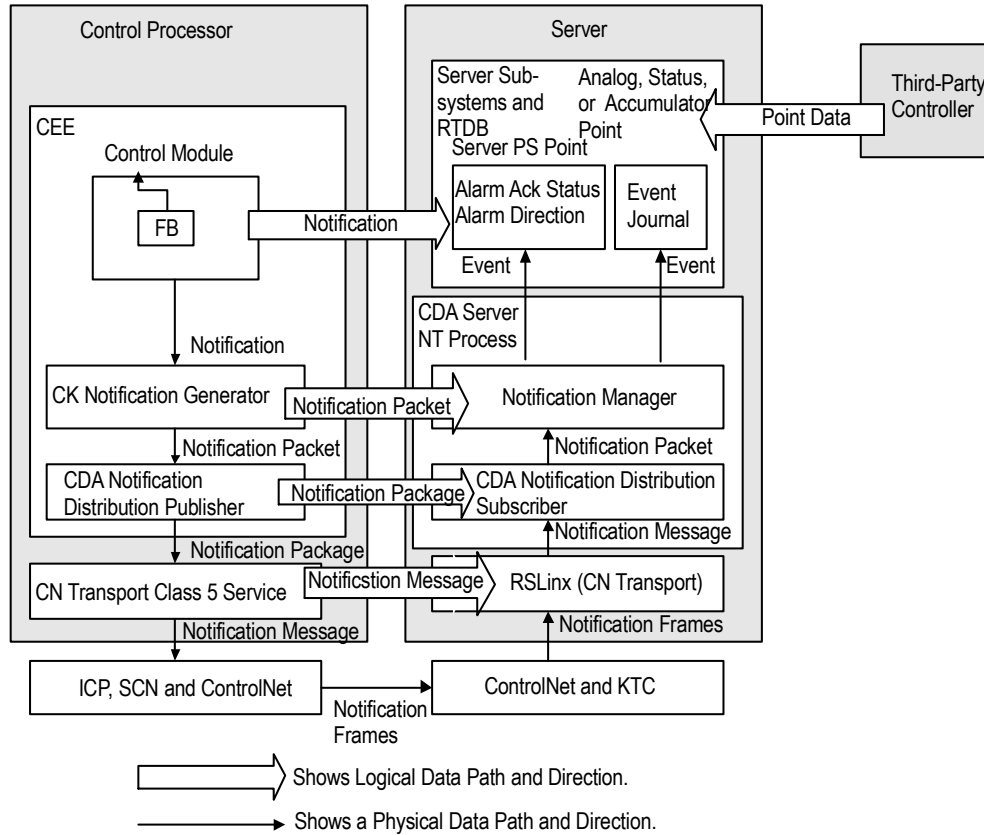 Control Processor
Server
Third-Party
Controller
Server Sub-
systems and
RTDB
Analog, Status,
or Accumulator
Point
Point Data
CEE
Control Module
FB
Notification
Server PS Point
Alarm Ack Status
Alarm Direction
Event
Journal
Event
Event
CDA Server
NT Process
Notification
CK Notification Generator
Notification Packet
Notification Manager
Notification Packet
Notification Packet
CDA Notification
Distribution Publisher
Notification Package
CDA Notification Distribution
Subscriber
Notification Package
Notification Message
CN Transport Class 5 Service
Notificstion Message
RSLinx (CN Transport)
Notification Message
Notification Frames
ICP, SCN and ControlNet
Notification
Frames
ControlNet and KTC
Shows Logical Data Path and Direction.
Shows a Physical Data Path and Direction.